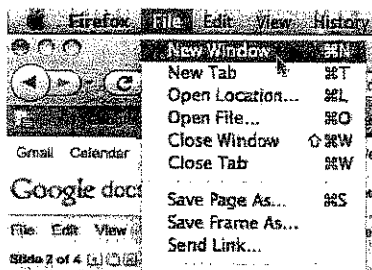 Firefox File Edit View History
New Window ⌘N
New Tab ⌘T
Open Location... ⌘L
Open File... ⌘O
Close Window ⇧⌘W
Close Tab ⌘W
Gmail Calendar
Google docs
Save Page As... ⌘S
Save Frame As...
File Edit View
Send Link...
Slide 2 of 4